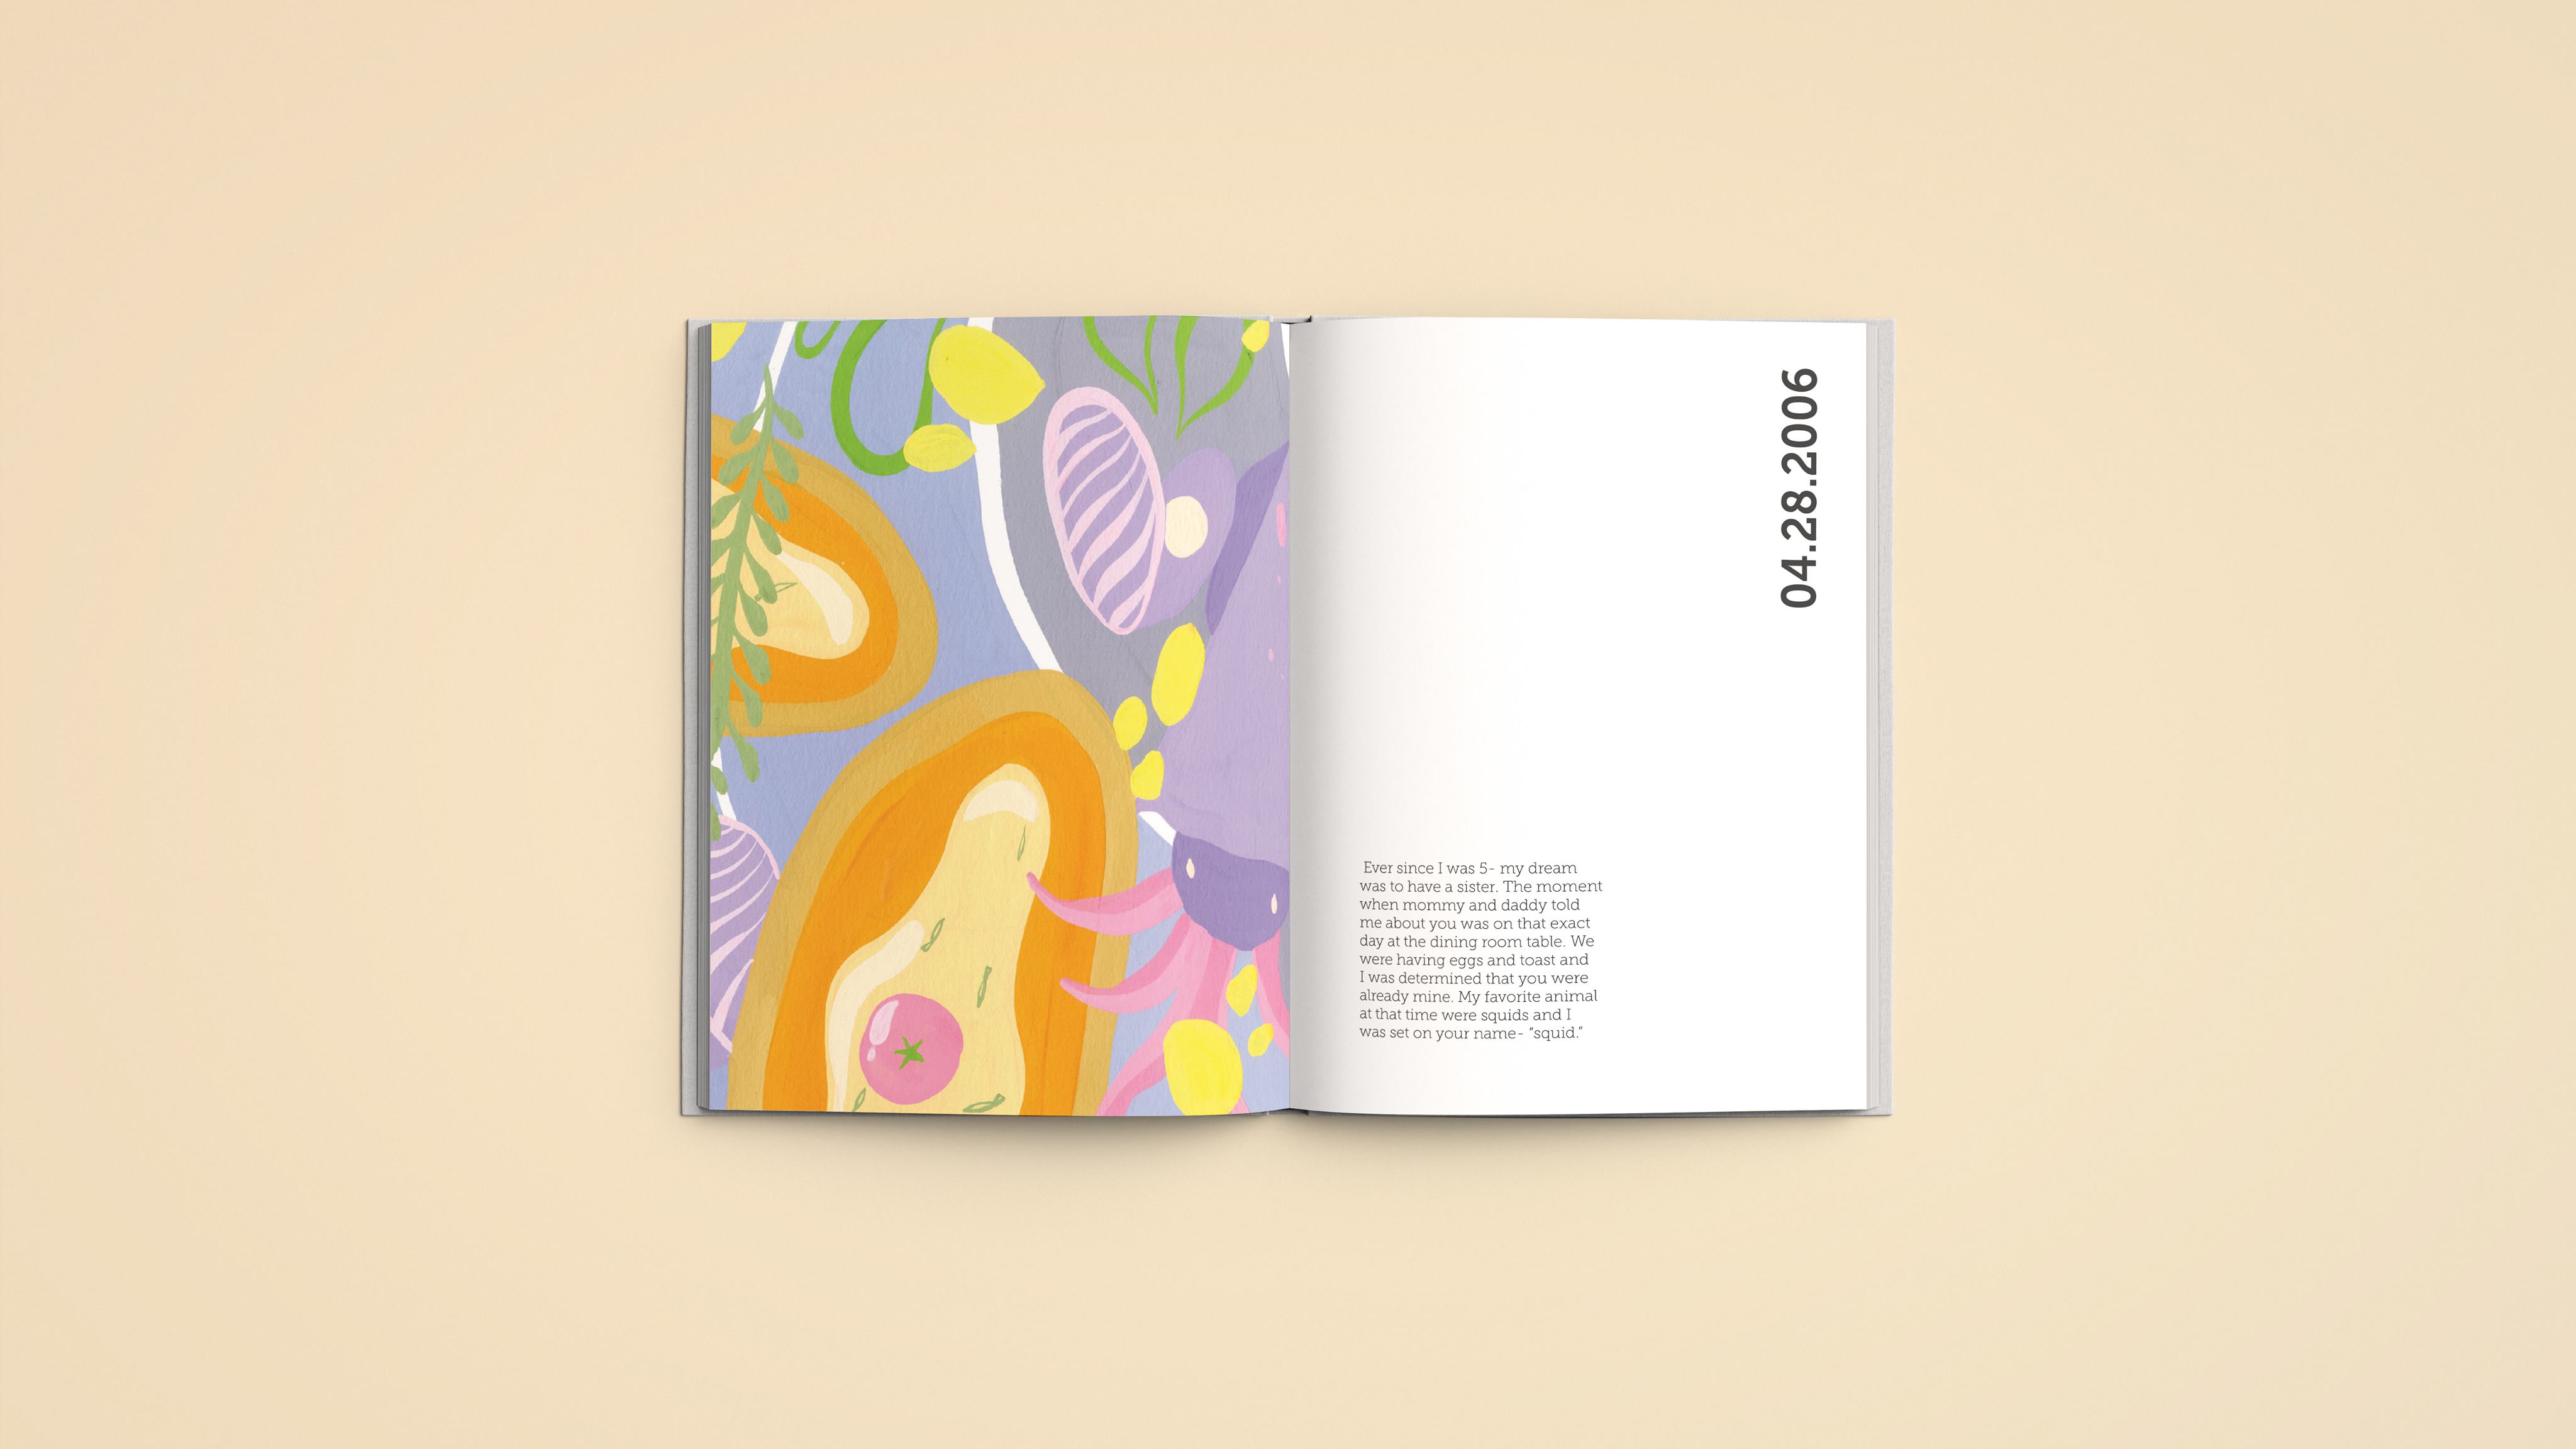 04.28.2006
Ever since I was 5- my dream
was to have a sister. The moment
when mommy and daddy told
me about you was on that exact
day at the dining room table. We
were having eggs and toast and
I was determined that you were
already mine. My favorite animal
at that time were squids and I
was set on your name- “squid.”